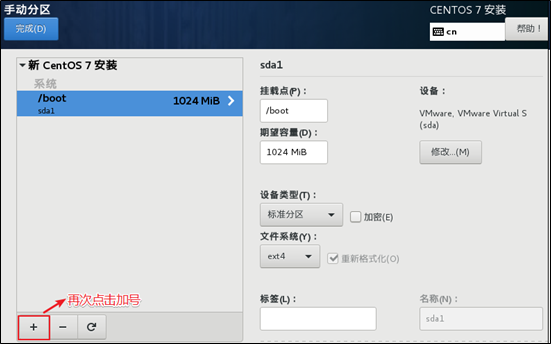 手动分区
CENTOS 7 安装
完成(D)
cn
帮助！
新 CentOS 7 安装
系统
/boot
1024 MiB
sda1
sda1
挂载点(P)：
设备：
/boot
VMware, VMware Virtual S
(sda)
期望容量(D)：
1024 MiB
修改...(M)
设备类型(T)：
标准分区
加密(E)
文件系统(Y)：
ext4
重新格式化(O)
标签(L)：
名称(N)：
sda1
再次点击加号
+
-